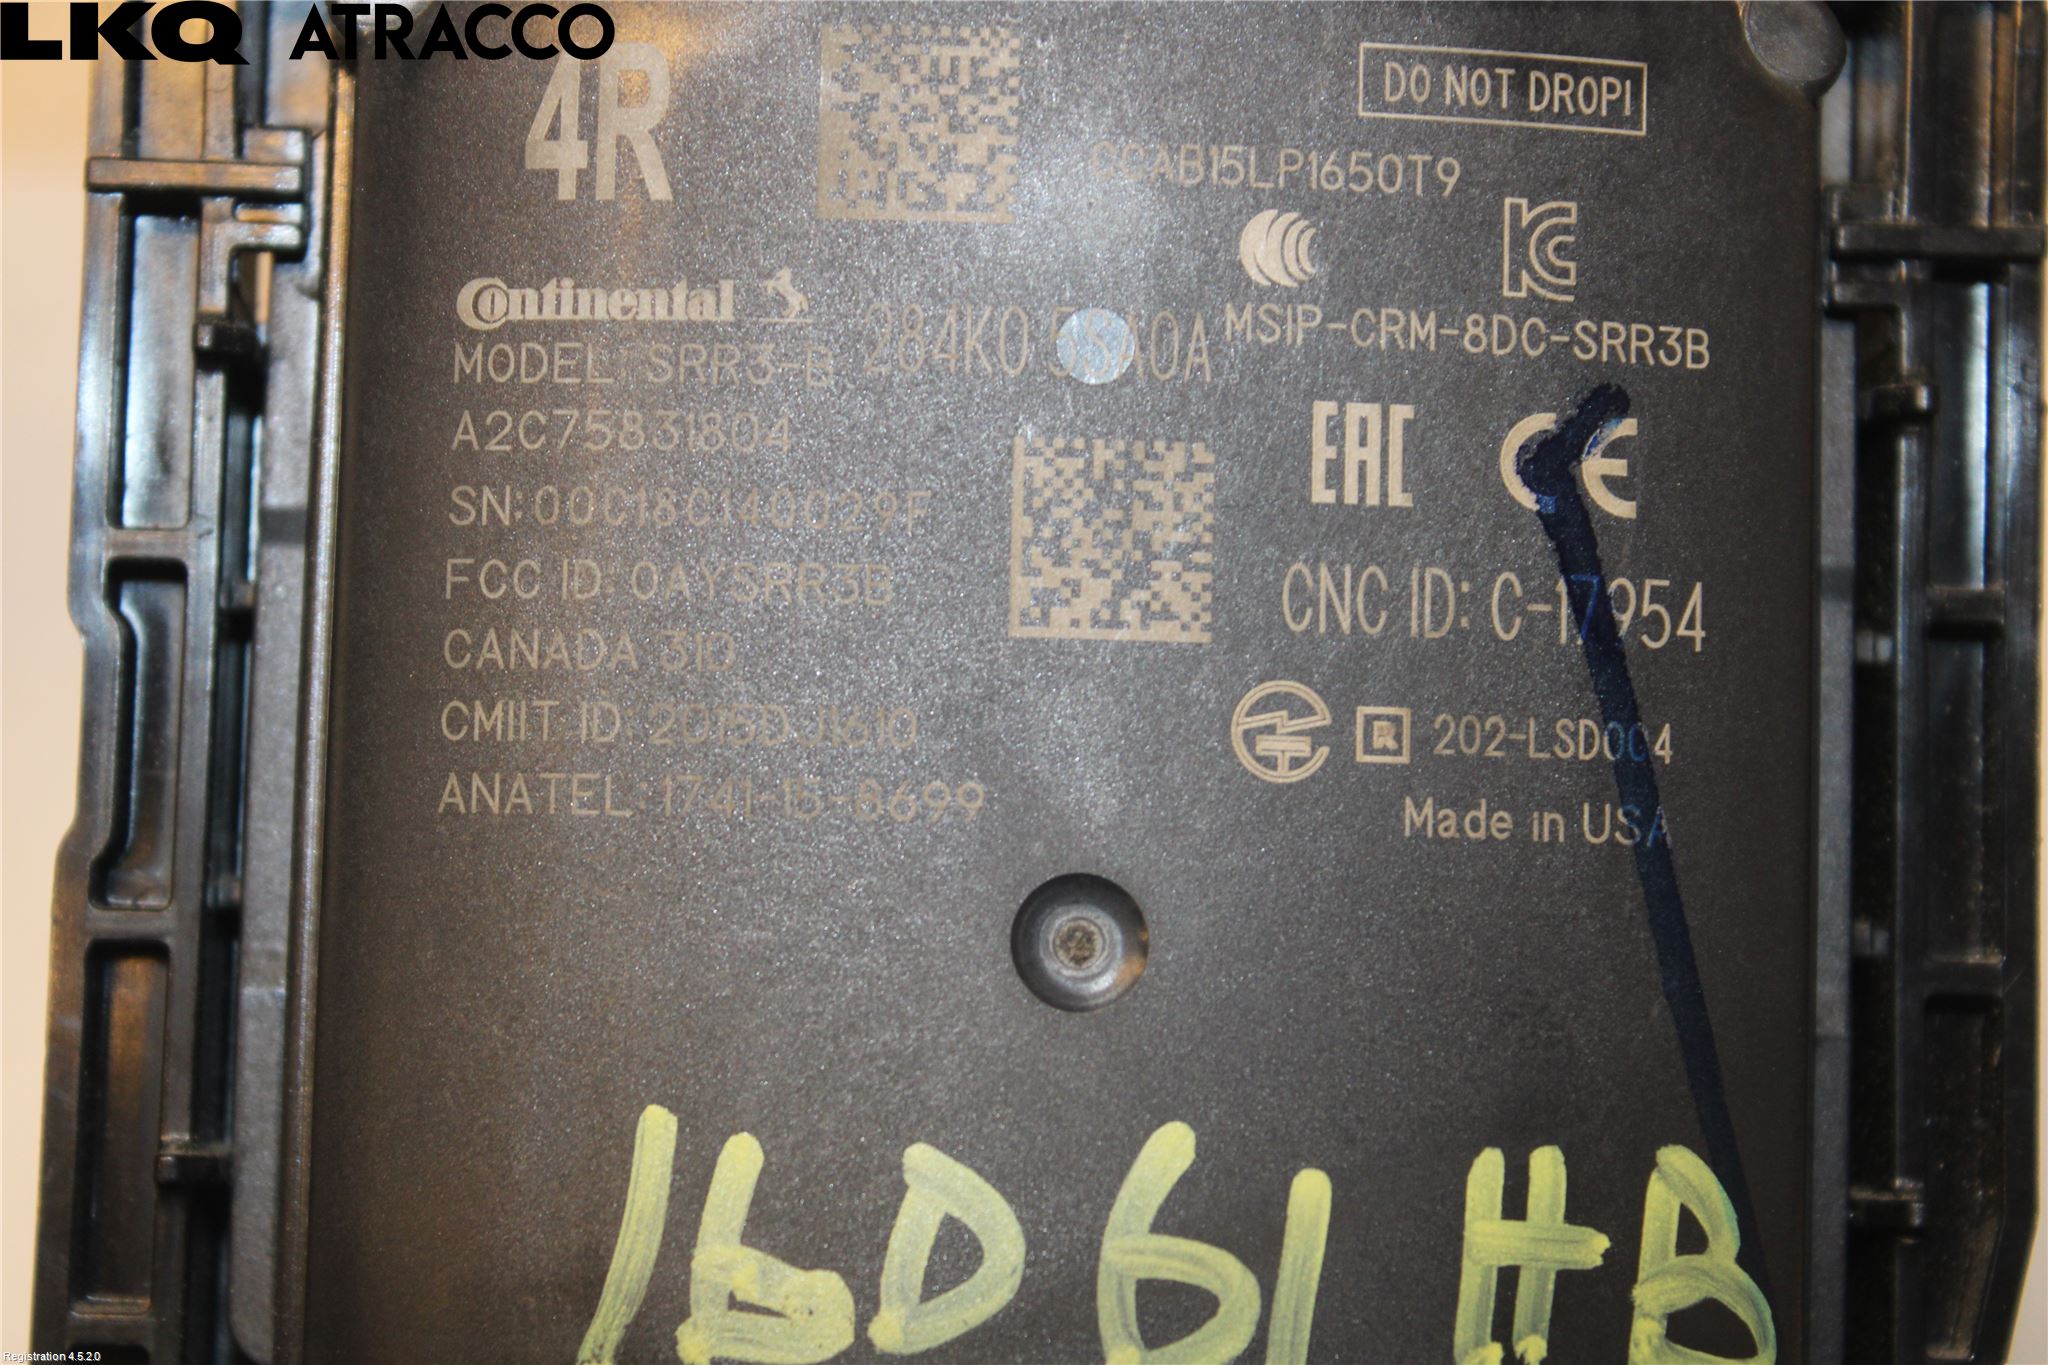 LKQ ATRACCO
4R
DO NOT DROP!
CCAB15LP1650T9
Continental
284K0 5SA0A
MSIP-CRM-8DC-SRR3B
MODEL: SRR3-B
A2C75831804
EAC CE
SN:00C18C140029F
FCC ID: OAYSRR3B
CNC ID: C-17954
CANADA 310
CMIIT ID: 2015DJ1610
R 202-LSD004
ANATEL: 1741-15-8699
Made in USA
16D61HB
Registration 4.5.2.0